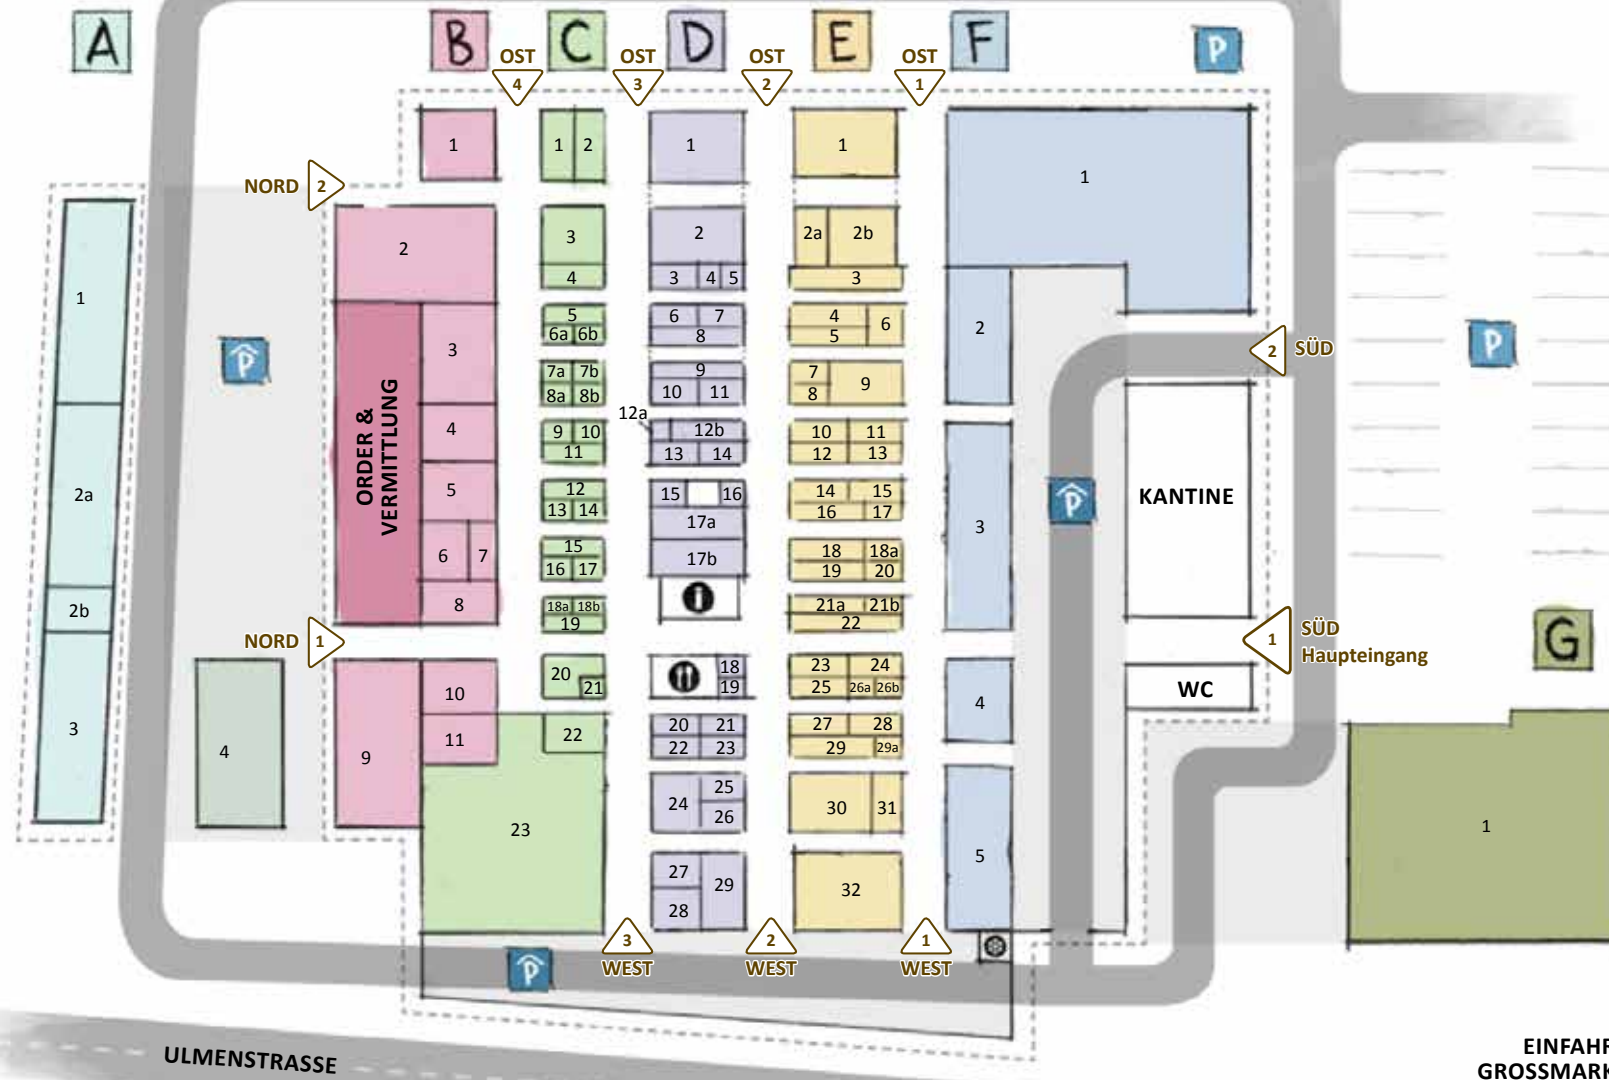 A
B
C
D
E
F
P
OST
4
OST
3
OST
2
OST
1
NORD 2
1
1 2
1
1
1
2
3
4
2
3 4 5
2a 2b
3
2
1
2a
2b
3
4
P
ORDER &
VERMITTLUNG
3
4
5
6 7
8
5
6a 6b
7a 7b
8a 8b
9 10
11
12
13 14
15
16 17
18a 18b
19
6 7
8
9
10 11
12a
12b
13 14
15 16
17a
17b
4
5
6
7
8
9
10 11
12 13
14 15
16 17
18 18a
19 20
21a 21b
22
3
P
KANTINE
2 SÜD
P
NORD 1
1 SÜD
Haupteingang
G
9
10
11
20
21
22
23
18
19
20 21
22 23
24
25
26
27
28
29
23 24
25 26a 26b
27 28
29 29a
30 31
32
4
5
WC
1
P
3
WEST
2
WEST
1
WEST
ULMENSTRASSE
EINFAHR
GROSSMARK